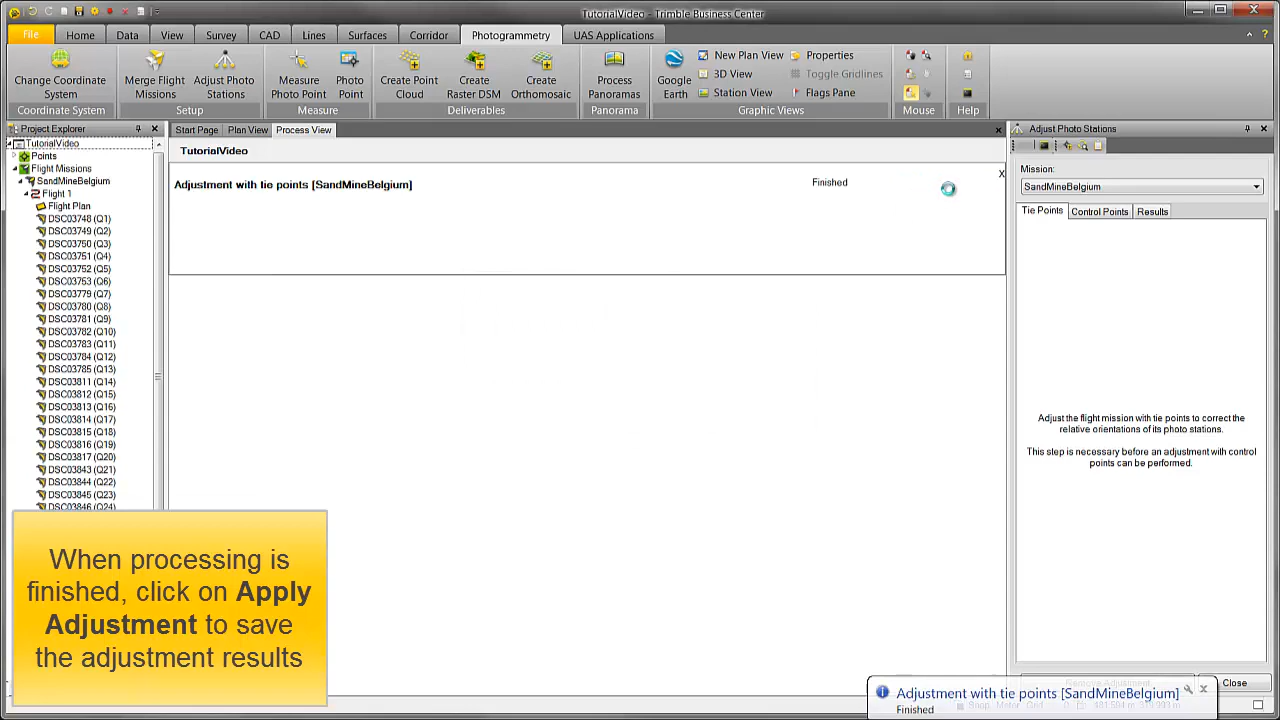 TutorialVideo - Trimble Business Center
File Home Data View Survey CAD Lines Surfaces Corridor Photogrammetry UAS Applications
Change Coordinate System
Merge Flight Missions
Adjust Photo Stations
Measure Photo Point
Photo Point
Create Point Cloud
Create Raster DSM
Create Orthomosaic
Process Panoramas
Google Earth
New Plan View
3D View
Station View
Properties
Toggle Gridlines
Flags Pane
Coordinate System Setup Measure Deliverables Panorama Graphic Views Mouse Help
Project Explorer
TutorialVideo
Points
Flight Missions
SandMineBelgium
Flight 1
Flight Plan
DSC03748 (Q1)
DSC03749 (Q2)
DSC03750 (Q3)
DSC03751 (Q4)
DSC03752 (Q5)
DSC03753 (Q6)
DSC03779 (Q7)
DSC03780 (Q8)
DSC03781 (Q9)
DSC03782 (Q10)
DSC03783 (Q11)
DSC03784 (Q12)
DSC03785 (Q13)
DSC03811 (Q14)
DSC03812 (Q15)
DSC03813 (Q16)
DSC03814 (Q17)
DSC03815 (Q18)
DSC03816 (Q19)
DSC03817 (Q20)
DSC03843 (Q21)
DSC03844 (Q22)
DSC03845 (Q23)
DSC03846 (Q24)
Start Page Plan View Process View
TutorialVideo
Adjustment with tie points [SandMineBelgium] Finished X
Adjust Photo Stations
Mission:
SandMineBelgium
Tie Points Control Points Results
Adjust the flight mission with tie points to correct the
relative orientations of its photo stations.
This step is necessary before an adjustment with control
points can be performed.
Close
When processing is
finished, click on Apply
Adjustment to save
the adjustment results
Adjustment with tie points [SandMineBelgium]
Finished